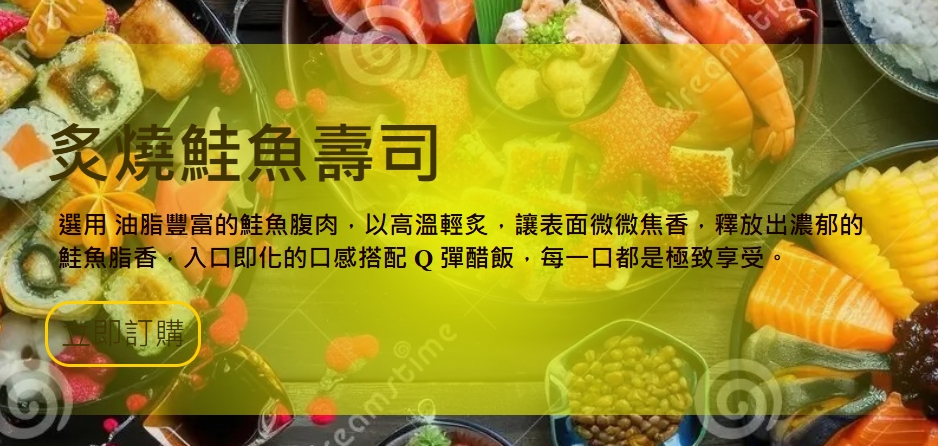 炙燒鮭魚壽司
選用 油脂豐富的鮭魚腹肉，以高溫輕炙，讓表面微微焦香，釋放出濃郁的
鮭魚脂香，入口即化的口感搭配 Q 彈醋飯，每一口都是極致享受。
立即訂購
dreamstime
dreamstime